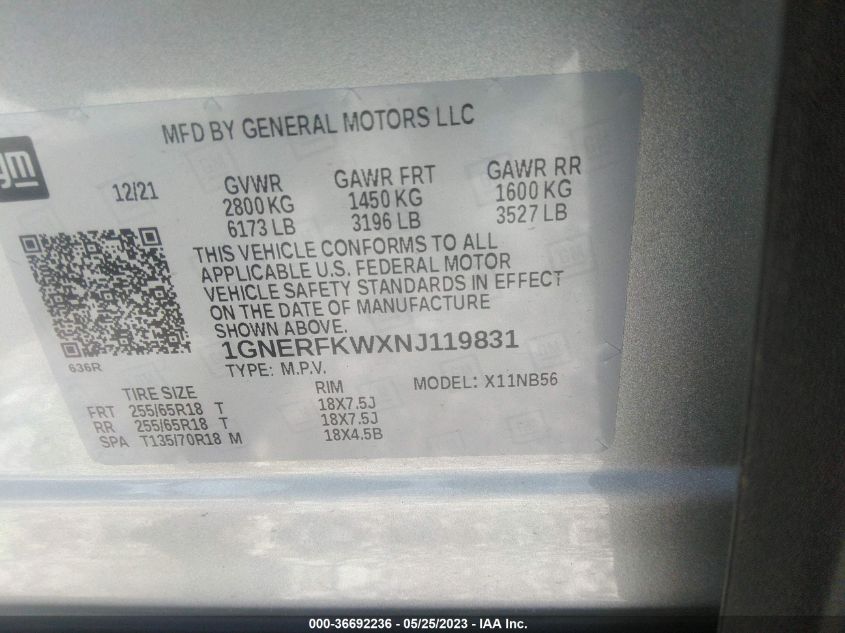 MFD BY GENERAL MOTORS LLC
gm
12/21
GVWR
2800 KG
6173 LB
GAWR FRT
1450 KG
3196 LB
GAWR RR
1600 KG
3527 LB
THIS VEHICLE CONFORMS TO ALL
APPLICABLE U.S. FEDERAL MOTOR
VEHICLE SAFETY STANDARDS IN EFFECT
ON THE DATE OF MANUFACTURE
SHOWN ABOVE.
636R
1GNERFKWXNJ119831
TYPE: M.P.V.
MODEL: X11NB56
TIRE SIZE RIM
FRT 255/65R18 T 18X7.5J
RR 255/65R18 T 18X7.5J
SPA T135/70R18 M 18X4.5B
000-36692236 - 05/25/2023 - IAA Inc.